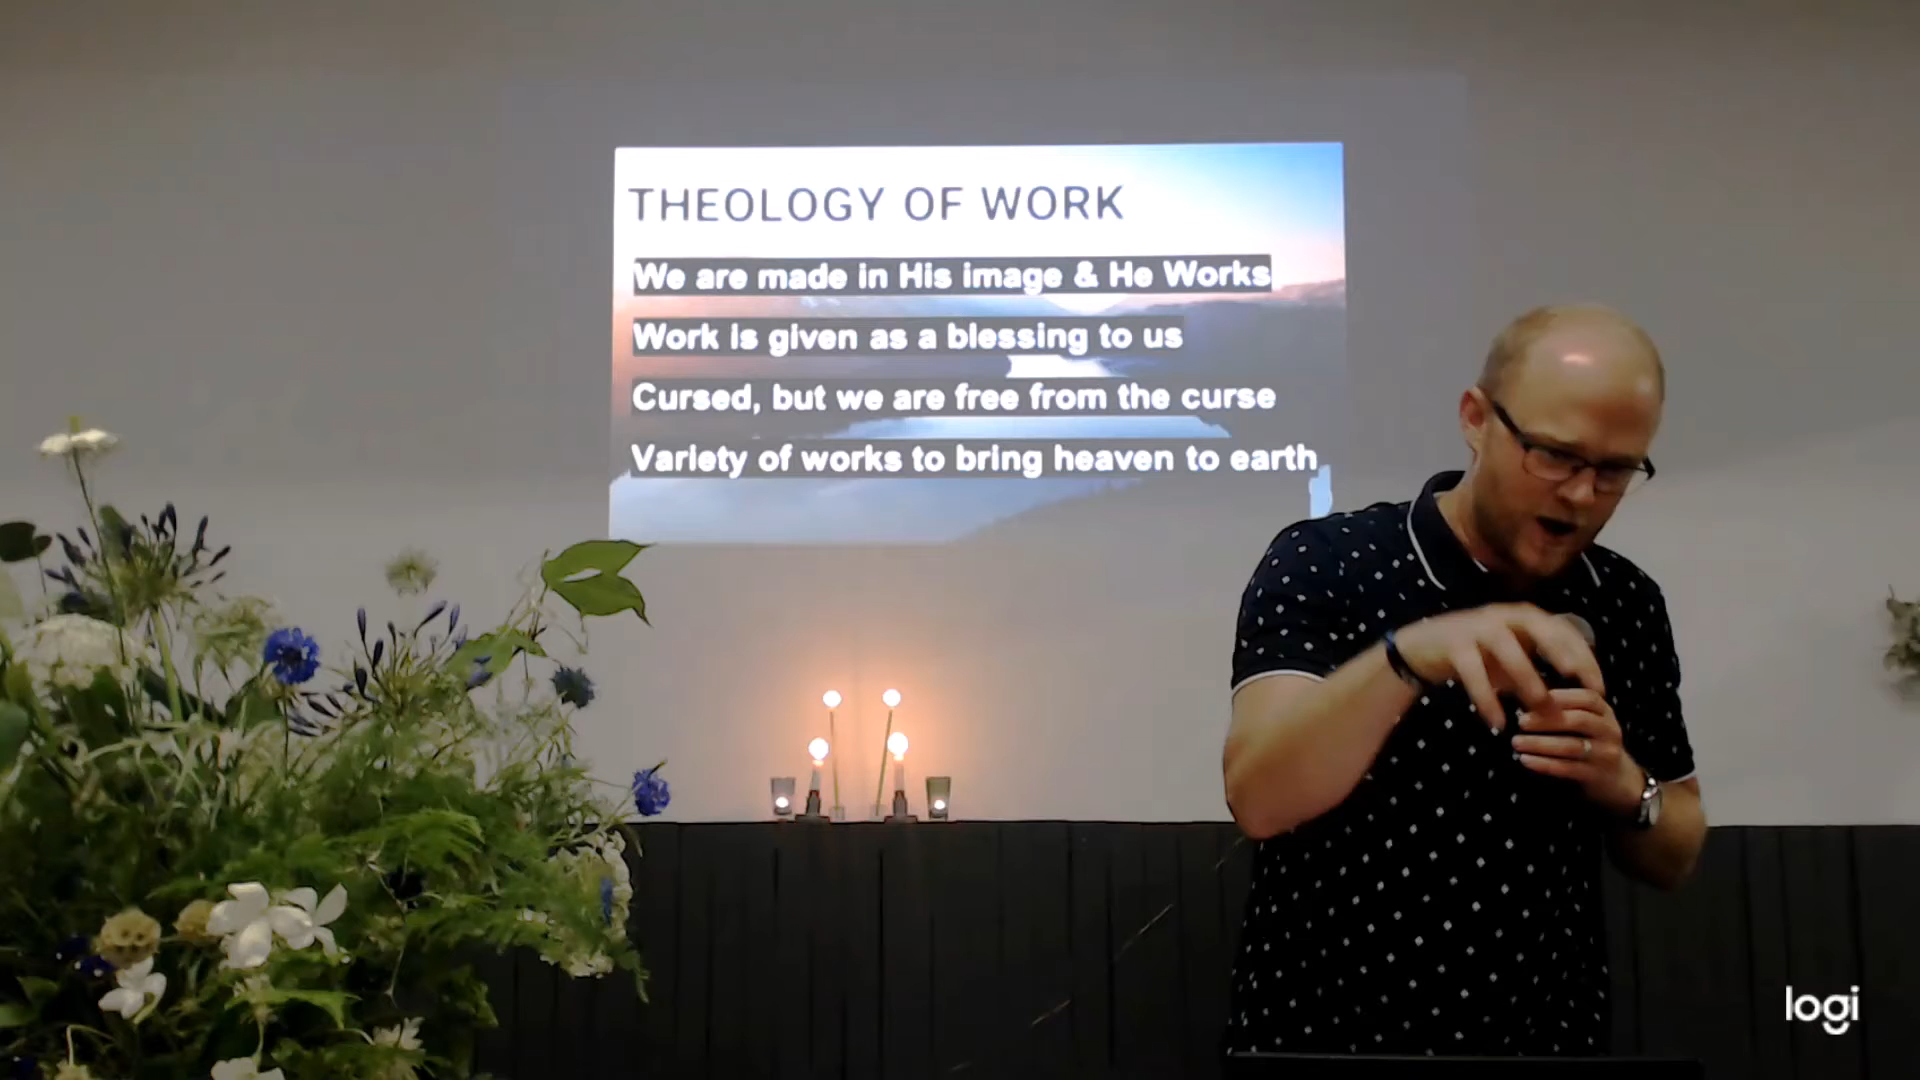 THEOLOGY OF WORK
We are made in His image & He Works
Work is given as a blessing to us
Cursed, but we are free from the curse
Variety of works to bring heaven to earth
logi